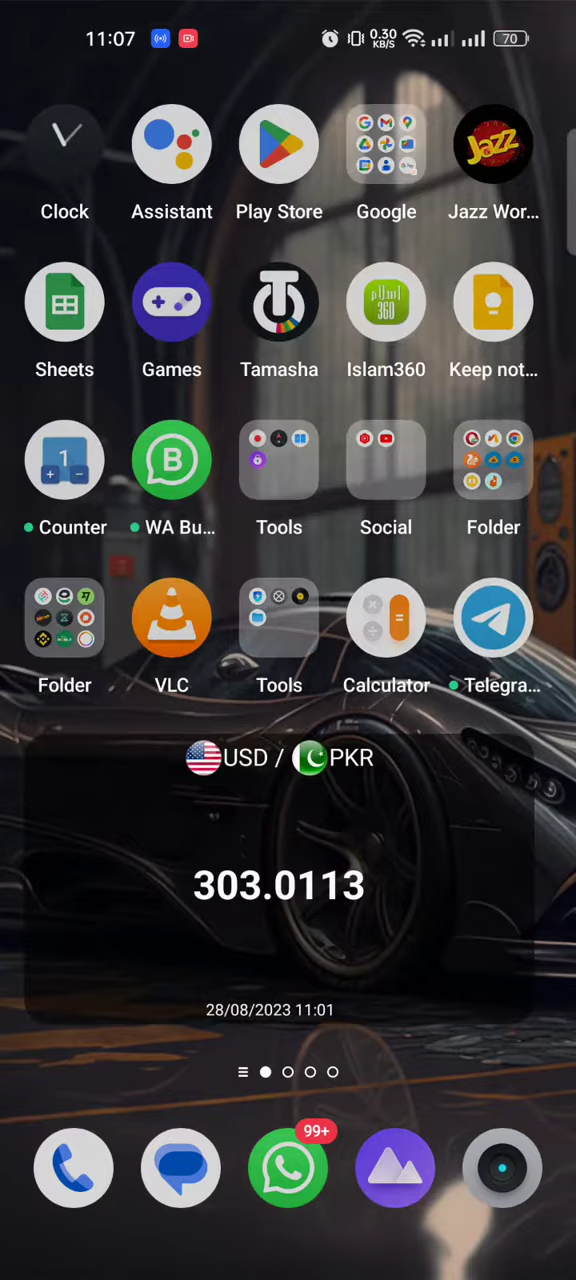 11:07 0.30 KB/S 70
Clock Assistant Play Store Google Jazz Wor...
Sheets Games Tamasha Islam360 Keep not...
Counter WA Bu... Tools Social Folder
Folder VLC Tools Calculator Telegra...
USD / PKR
303.0113
28/08/2023 11:01
99+